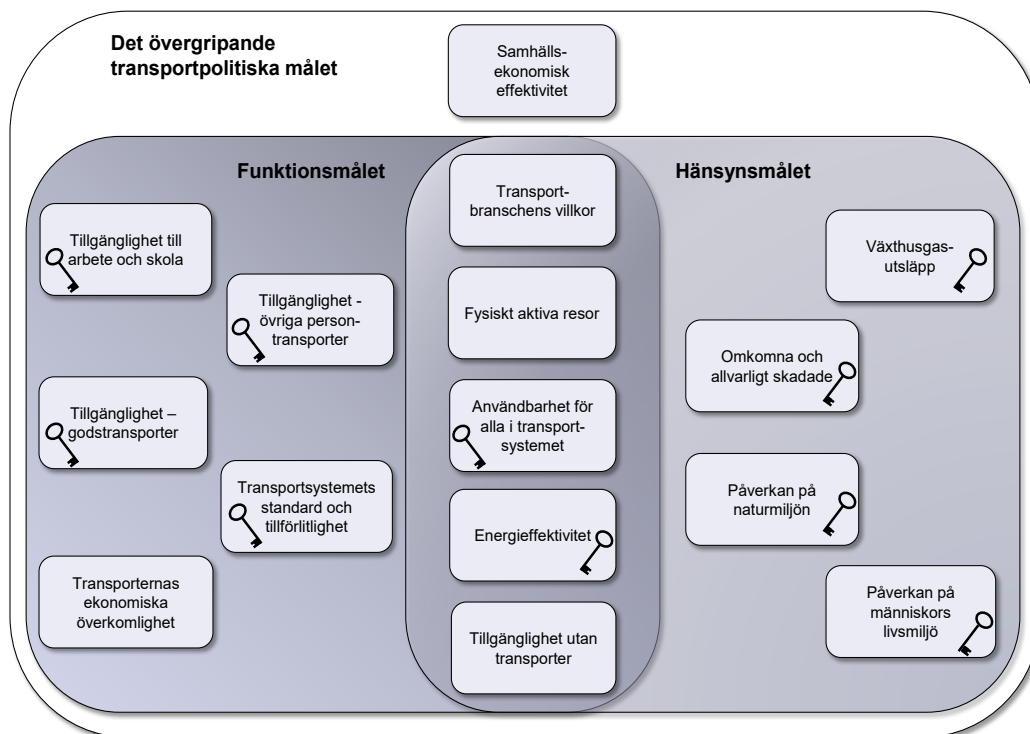 Det övergripande
transportpolitiska målet
Samhälls-
ekonomisk
effektivitet
Funktionsmålet
Hänsynsmålet
Tillgänglighet till
arbete och skola
Tillgänglighet -
övriga person-
transporter
Tillgänglighet –
godstransporter
Transportsystemets
standard och
tillförlitlighet
Transporternas
ekonomiska
överkomlighet
Transport-
branschens villkor
Fysiskt aktiva resor
Användbarhet för
alla i transport-
systemet
Energieffektivitet
Tillgänglighet utan
transporter
Växthusgas-
utsläpp
Omkomna och
allvarligt skadade
Påverkan på
naturmiljön
Påverkan på
människors
livsmiljö